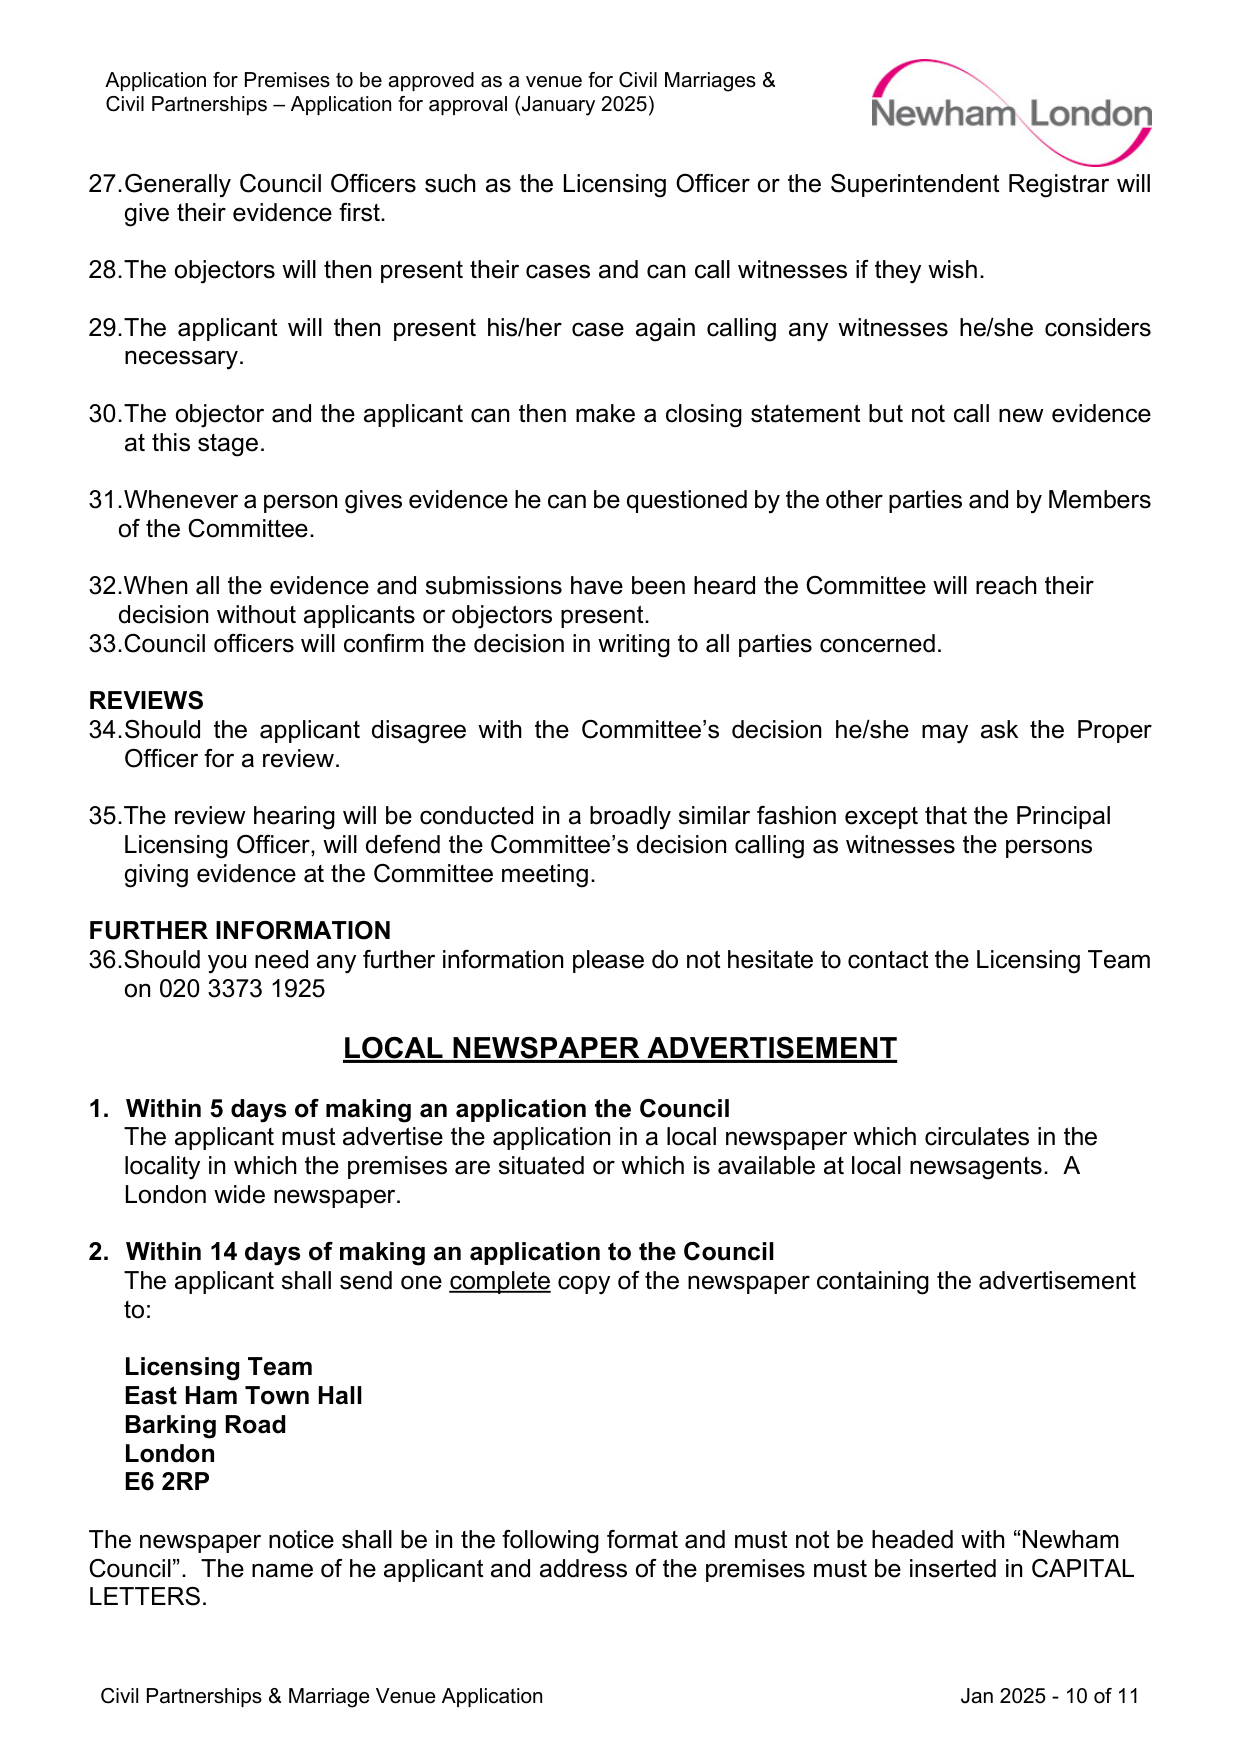 Application for Premises to be approved as a venue for Civil Marriages &
Civil Partnerships – Application for approval (January 2025)
Newham London
27.Generally Council Officers such as the Licensing Officer or the Superintendent Registrar will
give their evidence first.
28.The objectors will then present their cases and can call witnesses if they wish.
29.The applicant will then present his/her case again calling any witnesses he/she considers
necessary.
30.The objector and the applicant can then make a closing statement but not call new evidence
at this stage.
31.Whenever a person gives evidence he can be questioned by the other parties and by Members
of the Committee.
32.When all the evidence and submissions have been heard the Committee will reach their
decision without applicants or objectors present.
33.Council officers will confirm the decision in writing to all parties concerned.
REVIEWS
34.Should the applicant disagree with the Committee’s decision he/she may ask the Proper
Officer for a review.
35.The review hearing will be conducted in a broadly similar fashion except that the Principal
Licensing Officer, will defend the Committee’s decision calling as witnesses the persons
giving evidence at the Committee meeting.
FURTHER INFORMATION
36.Should you need any further information please do not hesitate to contact the Licensing Team
on 020 3373 1925
LOCAL NEWSPAPER ADVERTISEMENT
1. Within 5 days of making an application the Council
The applicant must advertise the application in a local newspaper which circulates in the
locality in which the premises are situated or which is available at local newsagents. A
London wide newspaper.
2. Within 14 days of making an application to the Council
The applicant shall send one complete copy of the newspaper containing the advertisement
to:
Licensing Team
East Ham Town Hall
Barking Road
London
E6 2RP
The newspaper notice shall be in the following format and must not be headed with “Newham
Council”. The name of he applicant and address of the premises must be inserted in CAPITAL
LETTERS.
Civil Partnerships & Marriage Venue Application
Jan 2025 - 10 of 11